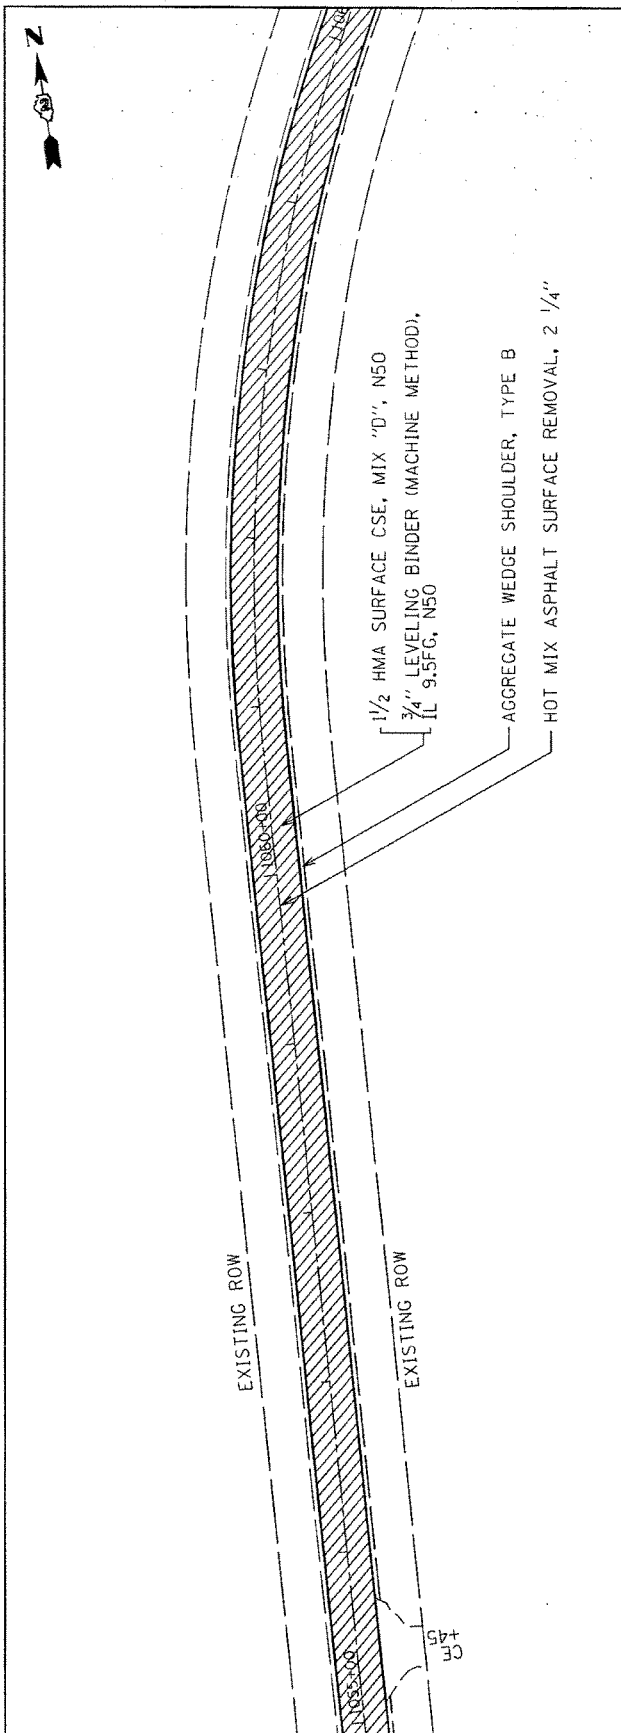 Z
1½ HMA SURFACE CSE, MIX "D", N50
¾" LEVELING BINDER (MACHINE METHOD),
IL 9.5FG, N50
AGGREGATE WEDGE SHOULDER, TYPE B
HOT MIX ASPHALT SURFACE REMOVAL, 2 ¼"
1060+00
EXISTING ROW
EXISTING ROW
1055+00
CE
+45